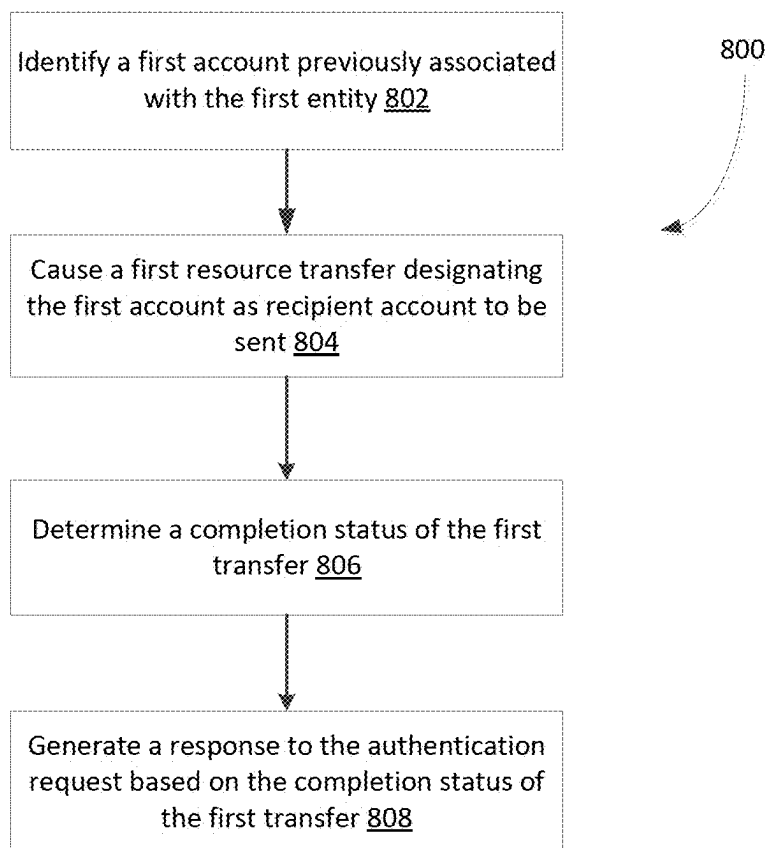 Identify a first account previously associated
with the first entity 802
800
Cause a first resource transfer designating
the first account as recipient account to be
sent 804
Determine a completion status of the first
transfer 806
Generate a response to the authentication
request based on the completion status of
the first transfer 808